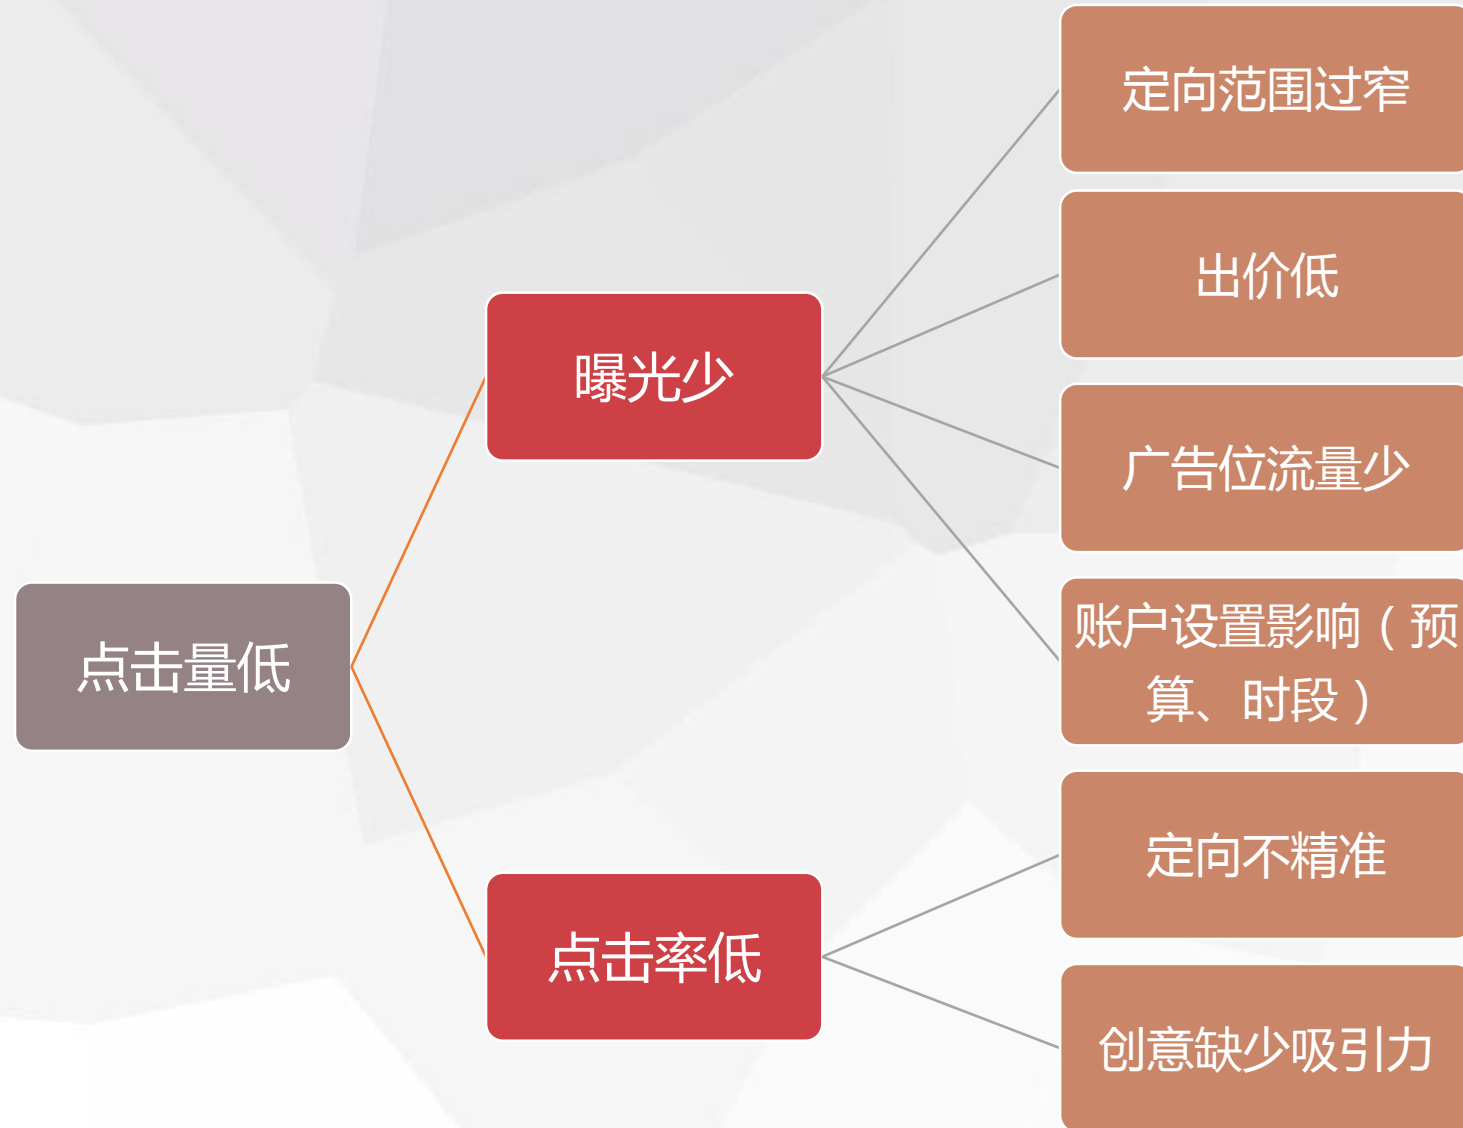 点击量低
曝光少
定向范围过窄
出价低
广告位流量少
账户设置影响（预
算、时段）
点击率低
定向不精准
创意缺少吸引力